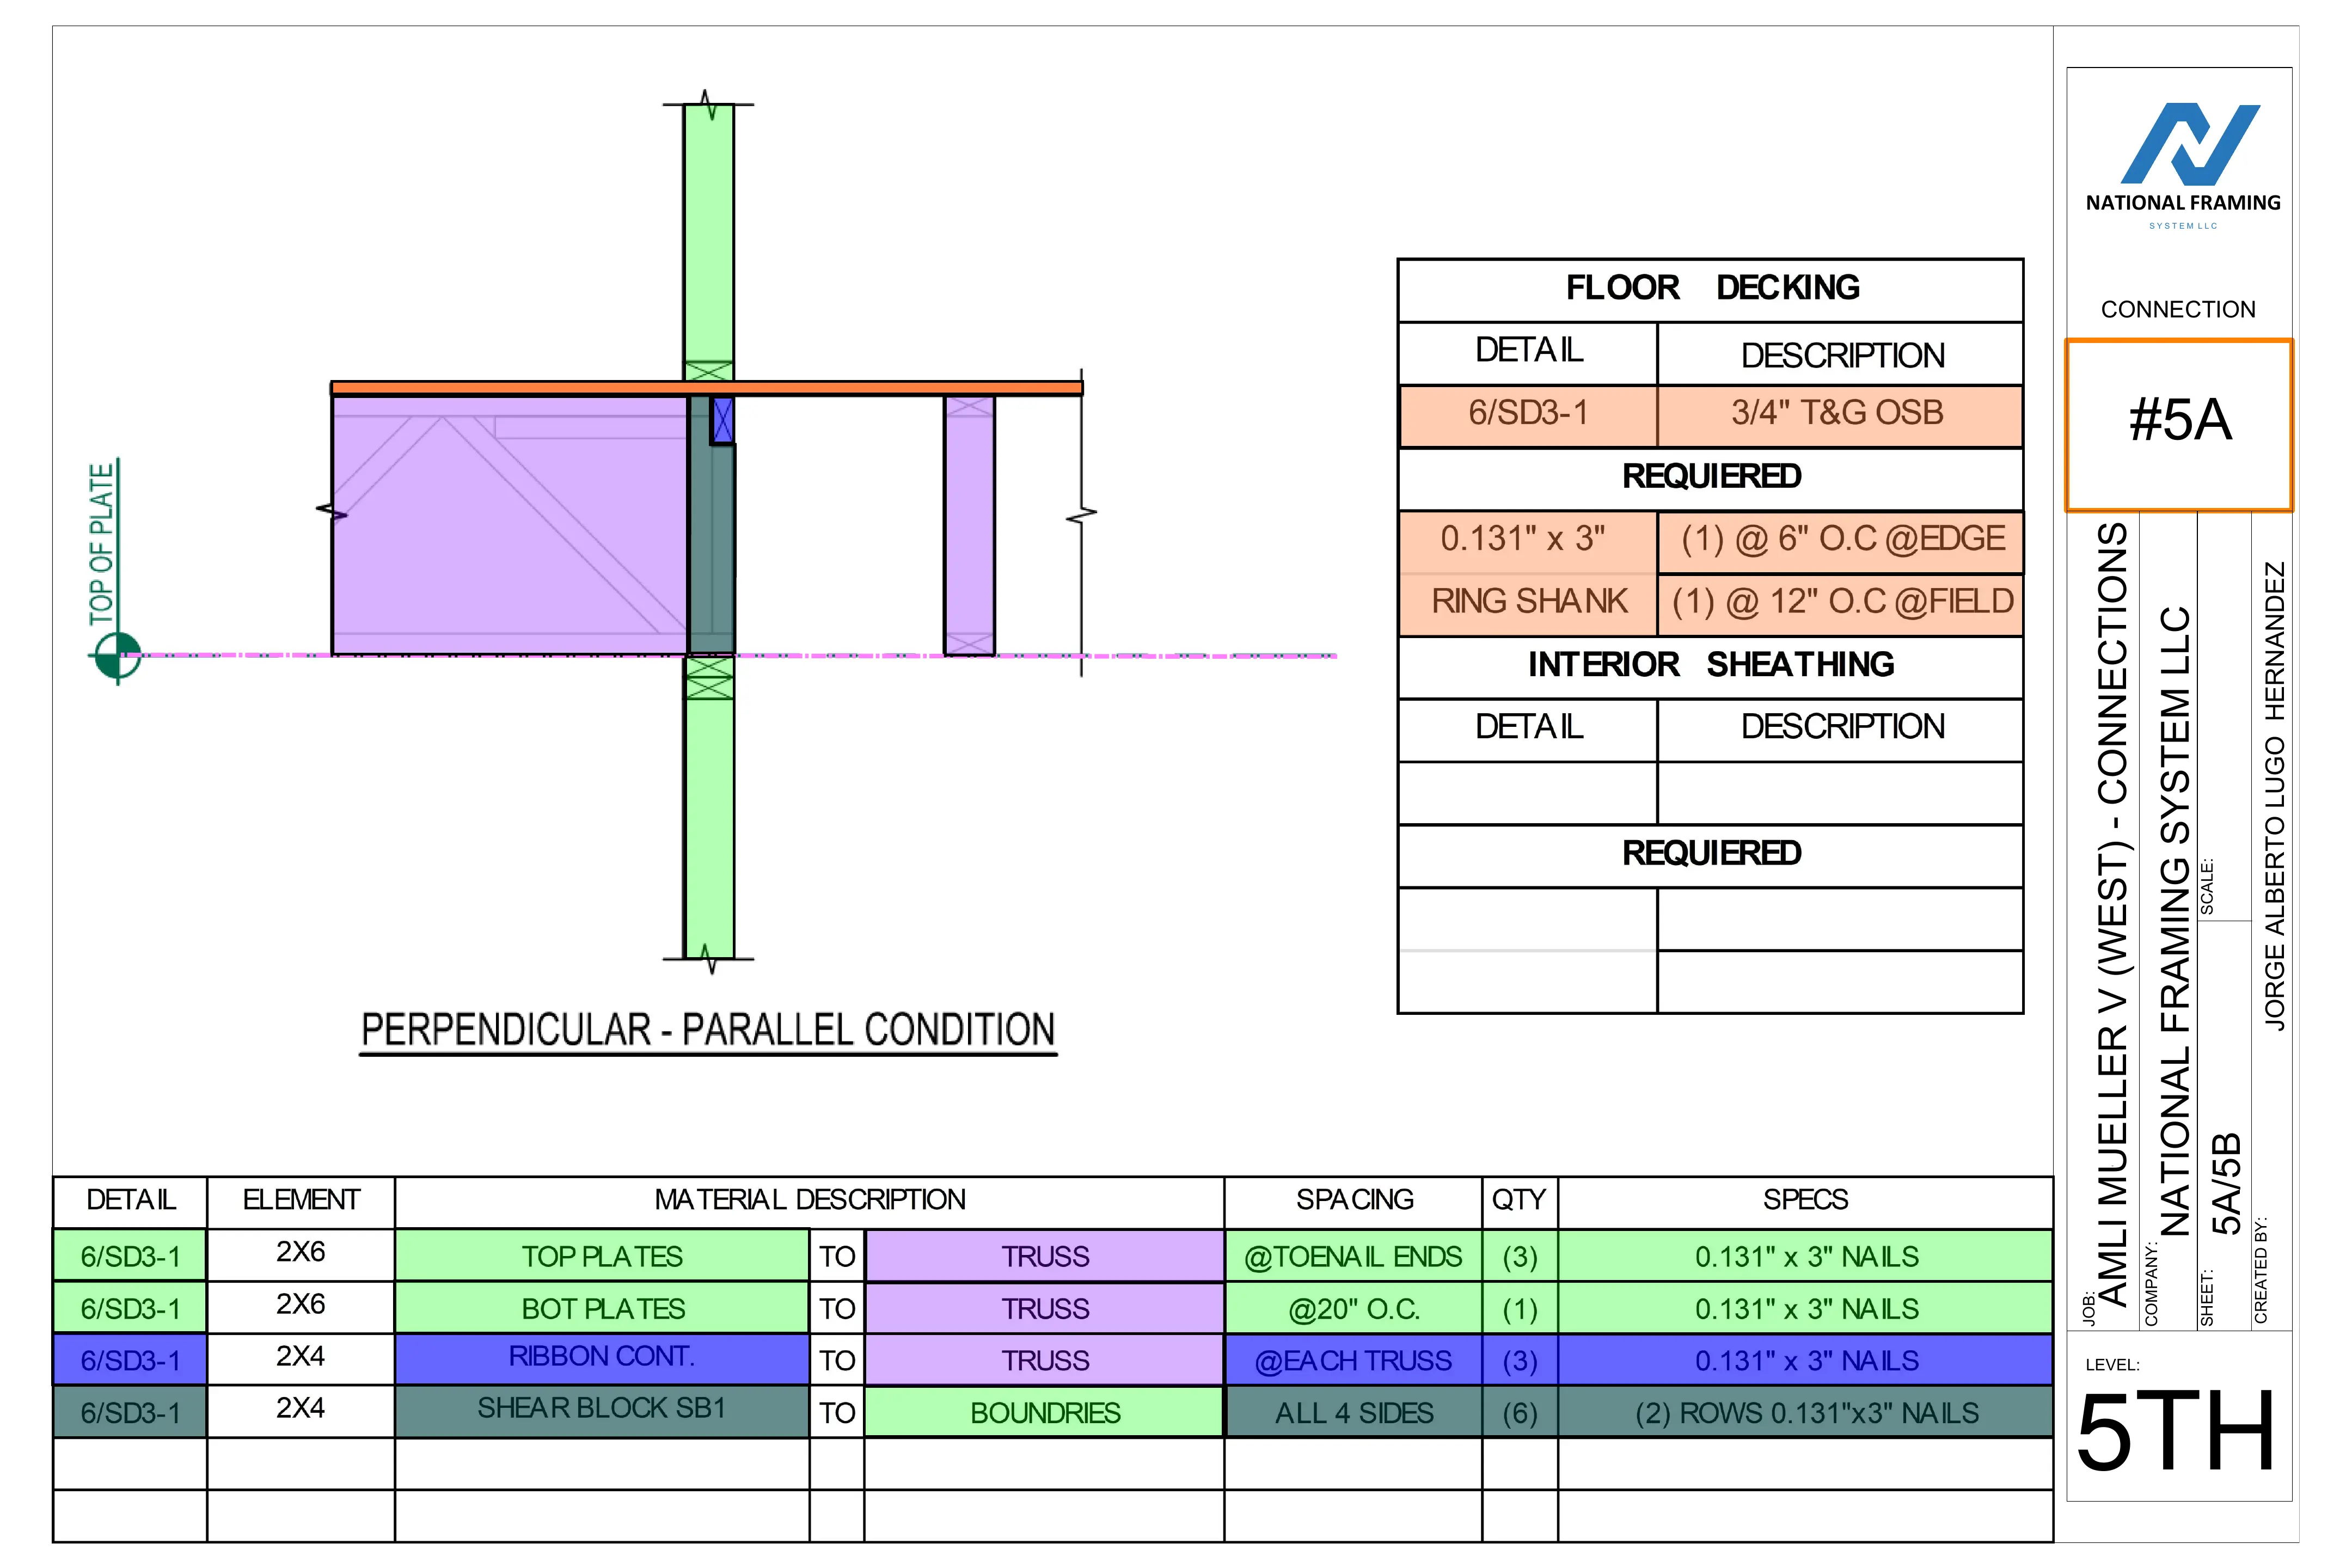 TOP OF PLATE
PERPENDICULAR - PARALLEL CONDITION
FLOOR DECKING
DETAIL DESCRIPTION
6/SD3-1 3/4" T&G OSB
REQUIERED
0.131" x 3" (1) @ 6" O.C @EDGE
RING SHANK (1) @ 12" O.C @FIELD
INTERIOR SHEATHING
DETAIL DESCRIPTION
REQUIERED
DETAIL ELEMENT MATERIAL DESCRIPTION SPACING QTY SPECS
6/SD3-1 2X6 TOP PLATES TO TRUSS @TOENAIL ENDS (3) 0.131" x 3" NAILS
6/SD3-1 2X6 BOT PLATES TO TRUSS @20" O.C. (1) 0.131" x 3" NAILS
6/SD3-1 2X4 RIBBON CONT. TO TRUSS @EACH TRUSS (3) 0.131" x 3" NAILS
6/SD3-1 2X4 SHEAR BLOCK SB1 TO BOUNDRIES ALL 4 SIDES (6) (2) ROWS 0.131"x3" NAILS
NATIONAL FRAMING
SYSTEM LLC
CONNECTION
#5A
JOB: AMLI MUELLER V (WEST) - CONNECTIONS
COMPANY: NATIONAL FRAMING SYSTEM LLC
SHEET: 5A/5B
SCALE:
CREATED BY: JORGE ALBERTO LUGO HERNANDEZ
LEVEL:
5TH